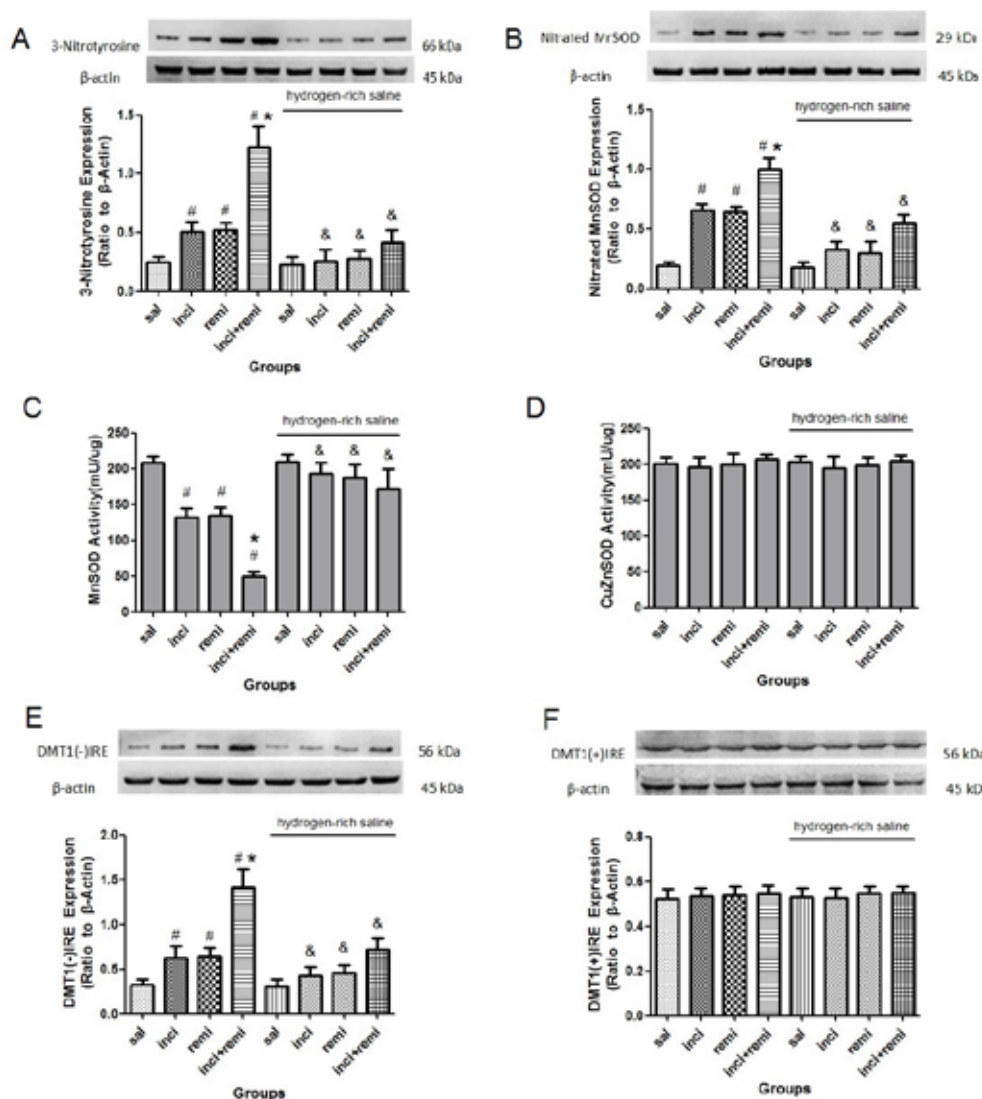 A
3-Nitrotyrosine
66 kDa
β-actin
45 kDa
hydrogen-rich saline
3-Nitrotyrosine Expression
(Ratio to β-Actin)
1.5
1.0
0.5
0.0
# # # * & & &
sal inci remi inci+remi sal inci remi inci+remi
Groups
B
Nitrated MnSOD
29 kDa
β-actin
45 kDa
hydrogen-rich saline
Nitrated MnSOD Expression
(Ratio to β-Actin)
1.5
1.0
0.5
0.0
# # # * & & &
sal inci remi inci+remi sal inci remi inci+remi
Groups
C
hydrogen-rich saline
MnSOD Activity(mU/ug)
250
200
150
100
50
0
# # * # & & &
sal inci remi inci+remi sal inci remi inci+remi
Groups
D
hydrogen-rich saline
CuZnSOD Activity(mU/ug)
250
200
150
100
50
0
sal inci remi inci+remi sal inci remi inci+remi
Groups
E
DMT1(-)IRE
56 kDa
β-actin
45 kDa
hydrogen-rich saline
DMT1(-)IRE Expression
(Ratio to β-Actin)
2.0
1.5
1.0
0.5
0.0
# # # * & & &
sal inci remi inci+remi sal inci remi inci+remi
Groups
F
DMT1(+)IRE
56 kDa
β-actin
45 kDa
hydrogen-rich saline
DMT1(+)IRE Expression
(Ratio to β-Actin)
0.8
0.6
0.4
0.2
0.0
sal inci remi inci+remi sal inci remi inci+remi
Groups